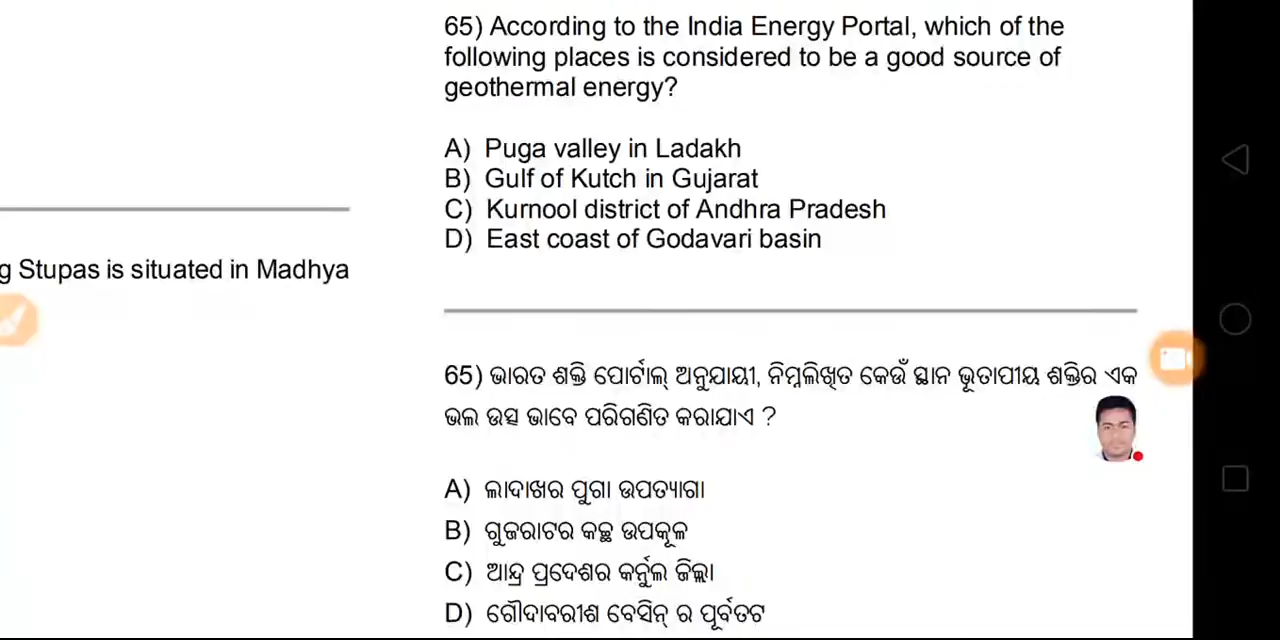 65) According to the India Energy Portal, which of the
following places is considered to be a good source of
geothermal energy?
A) Puga valley in Ladakh
B) Gulf of Kutch in Gujarat
C) Kurnool district of Andhra Pradesh
D) East coast of Godavari basin
g Stupas is situated in Madhya
65) ଭାରତ ଶକ୍ତି ପୋର୍ଟାଲ୍ ଅନୁଯାୟୀ, ନିମ୍ନଲିଖିତ କେଉଁ ସ୍ଥାନ ଭୂତାପୀୟ ଶକ୍ତିର ଏକ
ଭଲ ଉତ୍ସ ଭାବେ ପରିଗଣିତ କରାଯାଏ ?
A) ଲାଦାଖର ପୁଗା ଉପତ୍ୟାଗା
B) ଗୁଜରାଟର କଚ୍ଛ ଉପକୂଳ
C) ଆନ୍ଦ୍ର ପ୍ରଦେଶର କର୍ନୁଲ ଜିଲ୍ଲା
D) ଗୌଦାବରୀଶ ବେସିନ୍ ର ପୂର୍ବତଟ